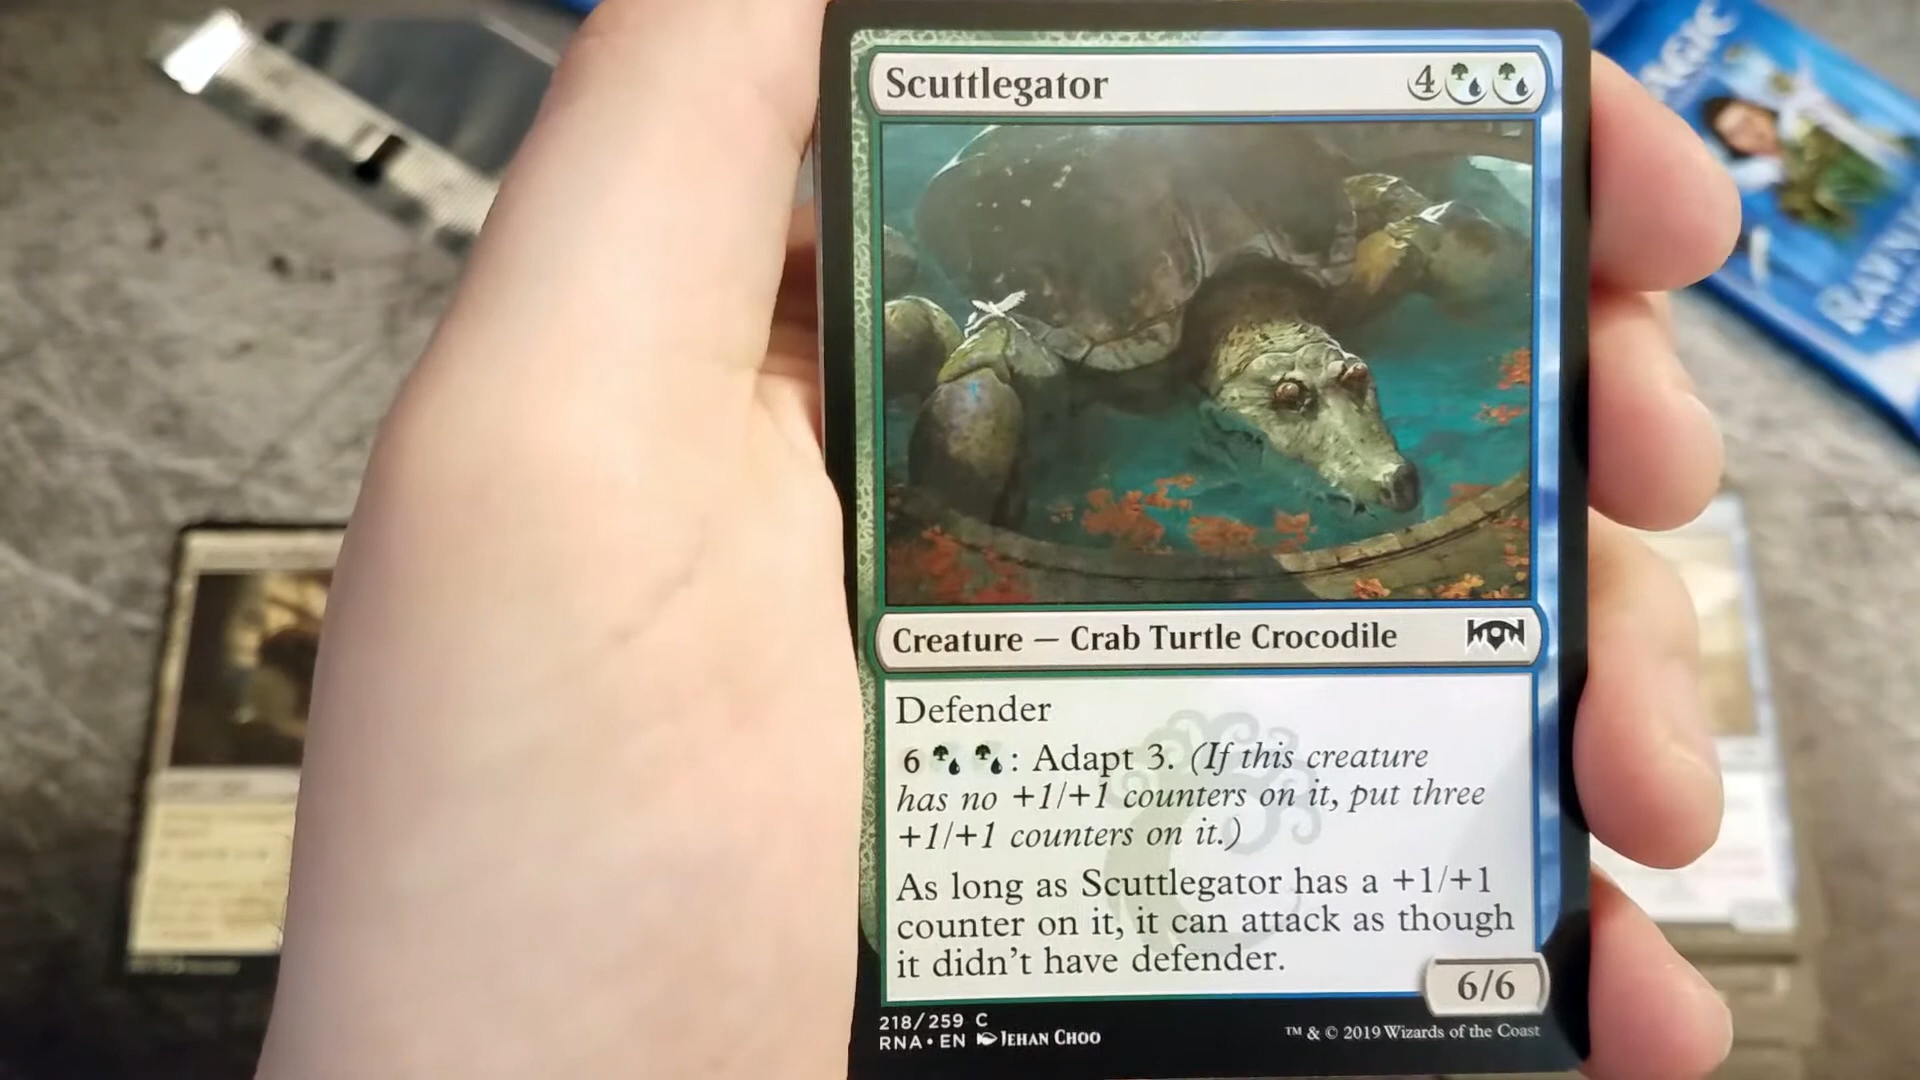 Scuttlegator 4
MAGIC
Creature — Crab Turtle Crocodile
Defender
6 : Adapt 3. (If this creature
has no +1/+1 counters on it, put three
+1/+1 counters on it.)
As long as Scuttlegator has a +1/+1
counter on it, it can attack as though
it didn't have defender.
6/6
218/259 C
RNA • EN JEHAN CHOO
™ & © 2019 Wizards of the Coast